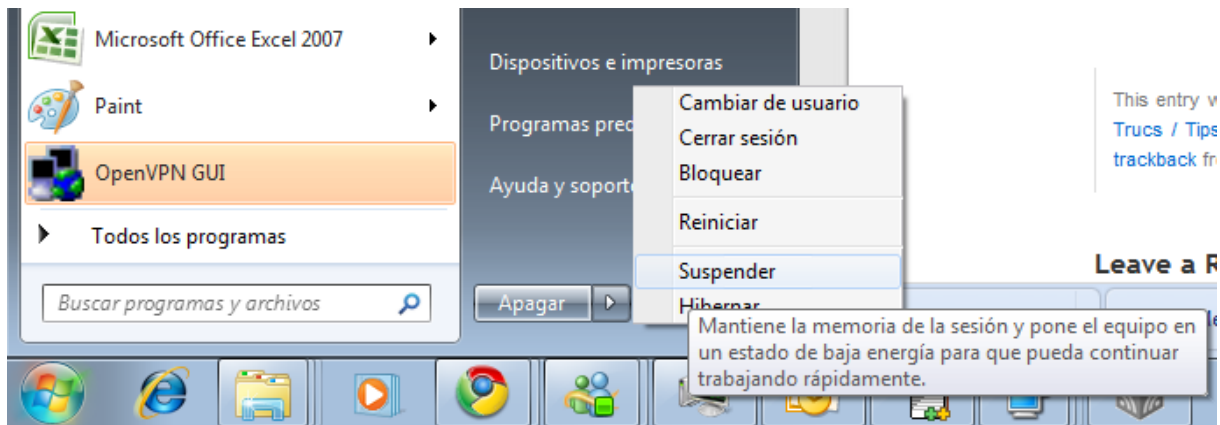 Microsoft Office Excel 2007
Paint
OpenVPN GUI
Todos los programas
Buscar programas y archivos
Dispositivos e impresoras
Programas
Ayuda y soporte
Apagar
Cambiar de usuario
Cerrar sesión
Bloquear
Reiniciar
Suspender
Hibernar
Mantiene la memoria de la sesión y pone el equipo en
un estado de baja energía para que pueda continuar
trabajando rápidamente.
This entry
Trucs / Tips
trackback
Leave a